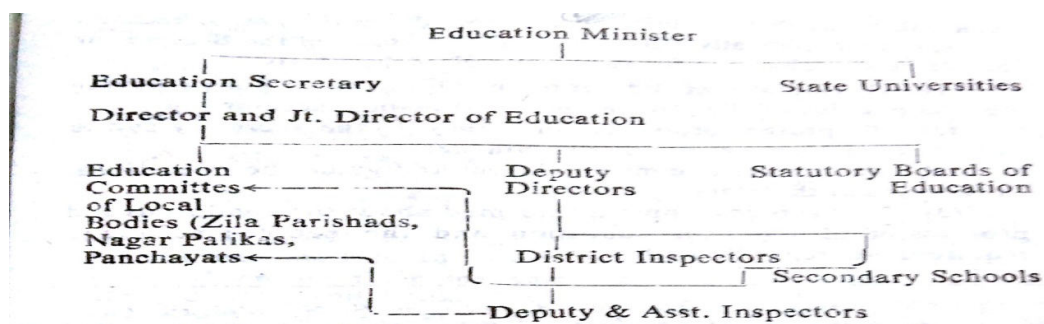 Education Minister
Education Secretary
State Universities
Director and Jt. Director of Education
Education
Committes
of Local
Bodies (Zila Parishads,
Nagar Palikas,
Panchayats
Deputy
Directors
Statutory Boards of
Education
District Inspectors
Secondary Schools
Deputy & Asst. Inspectors